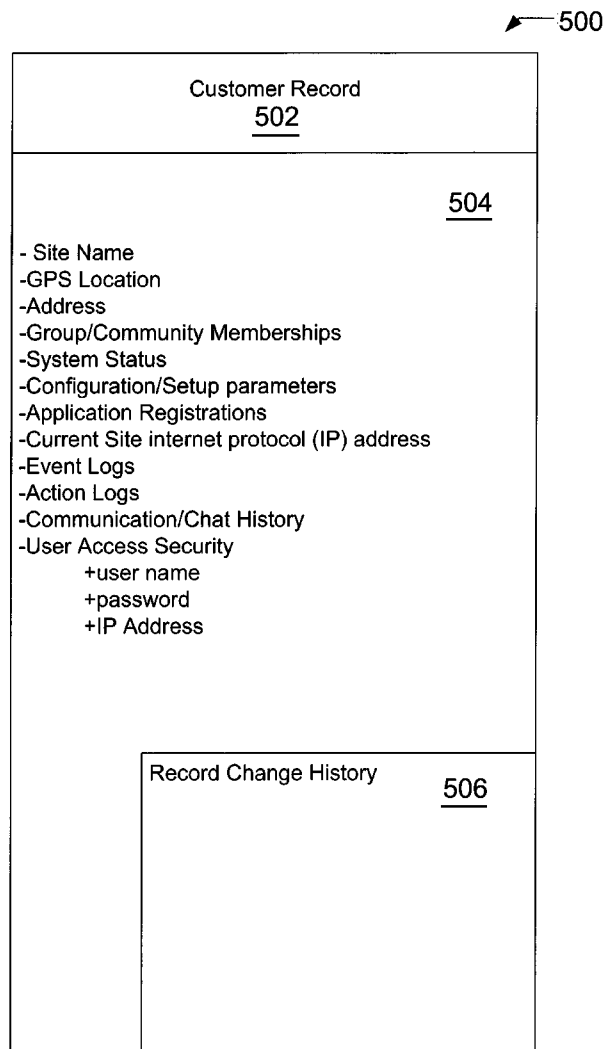 500
Customer Record
502
504
- Site Name
-GPS Location
-Address
-Group/Community Memberships
-System Status
-Configuration/Setup parameters
-Application Registrations
-Current Site internet protocol (IP) address
-Event Logs
-Action Logs
-Communication/Chat History
-User Access Security
+user name
+password
+IP Address
Record Change History
506